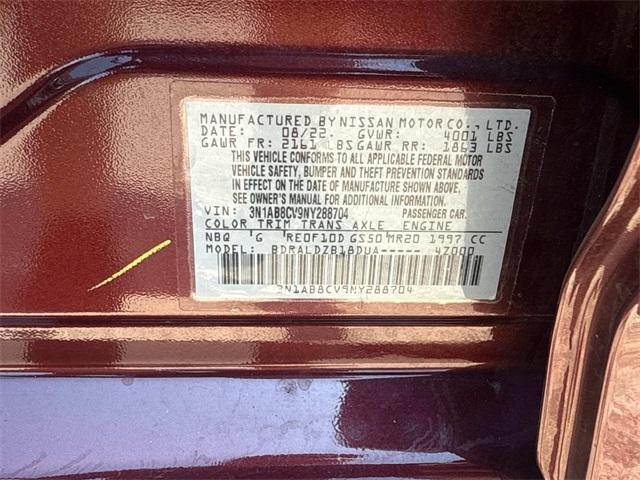 MANUFACTURED BY NISSAN MOTOR CO., LTD.
DATE: 08/22. GVWR: 4001 LBS
GAWR FR: 2161 LBS GAWR RR: 1863 LBS
THIS VEHICLE CONFORMS TO ALL APPLICABLE FEDERAL MOTOR
VEHICLE SAFETY, BUMPER AND THEFT PREVENTION STANDARDS
IN EFFECT ON THE DATE OF MANUFACTURE SHOWN ABOVE.
SEE OWNER'S MANUAL FOR ADDITIONAL INFORMATION.
VIN: 3N1AB8CV9NY288704 PASSENGER CAR.
COLOR TRIM TRANS AXLE ENGINE
NBQ G RE0F10D GS50 MR20 1997 CC
BDRALDZB18DUA----- 4Z000
3N1AB8CV9NY288704